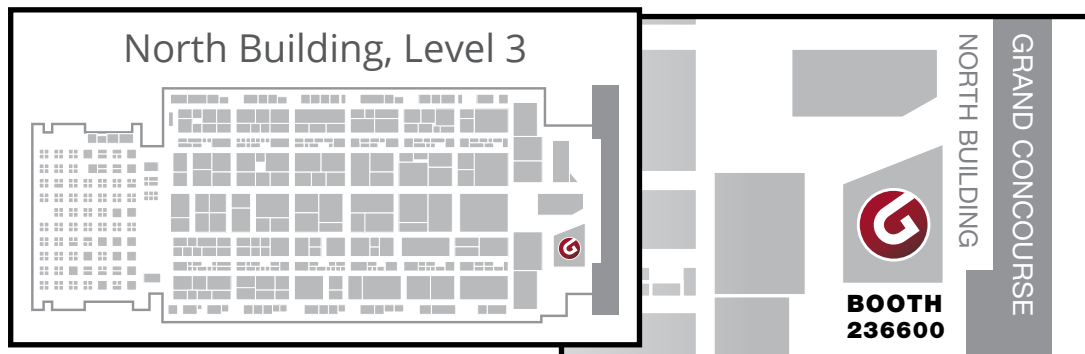 North Building, Level 3
GRAND CONCOURSE
NORTH BUILDING
G
BOOTH
236600